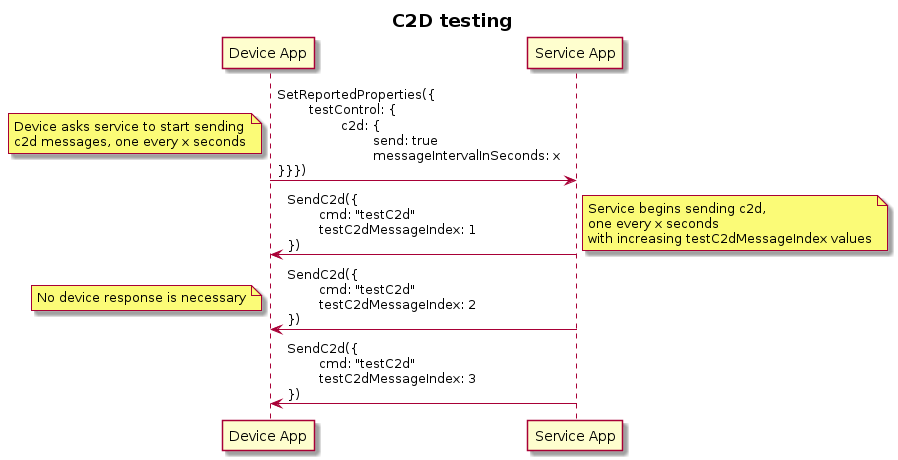 C2D testing
Device App
Service App
SetReportedProperties({
testControl: {
c2d: {
send: true
messageIntervalInSeconds: x
}}})
Device asks service to start sending
c2d messages, one every x seconds
SendC2d({
cmd: "testC2d"
testC2dMessageIndex: 1
})
Service begins sending c2d,
one every x seconds
with increasing testC2dMessageIndex values
SendC2d({
cmd: "testC2d"
testC2dMessageIndex: 2
})
No device response is necessary
SendC2d({
cmd: "testC2d"
testC2dMessageIndex: 3
})
Device App
Service App